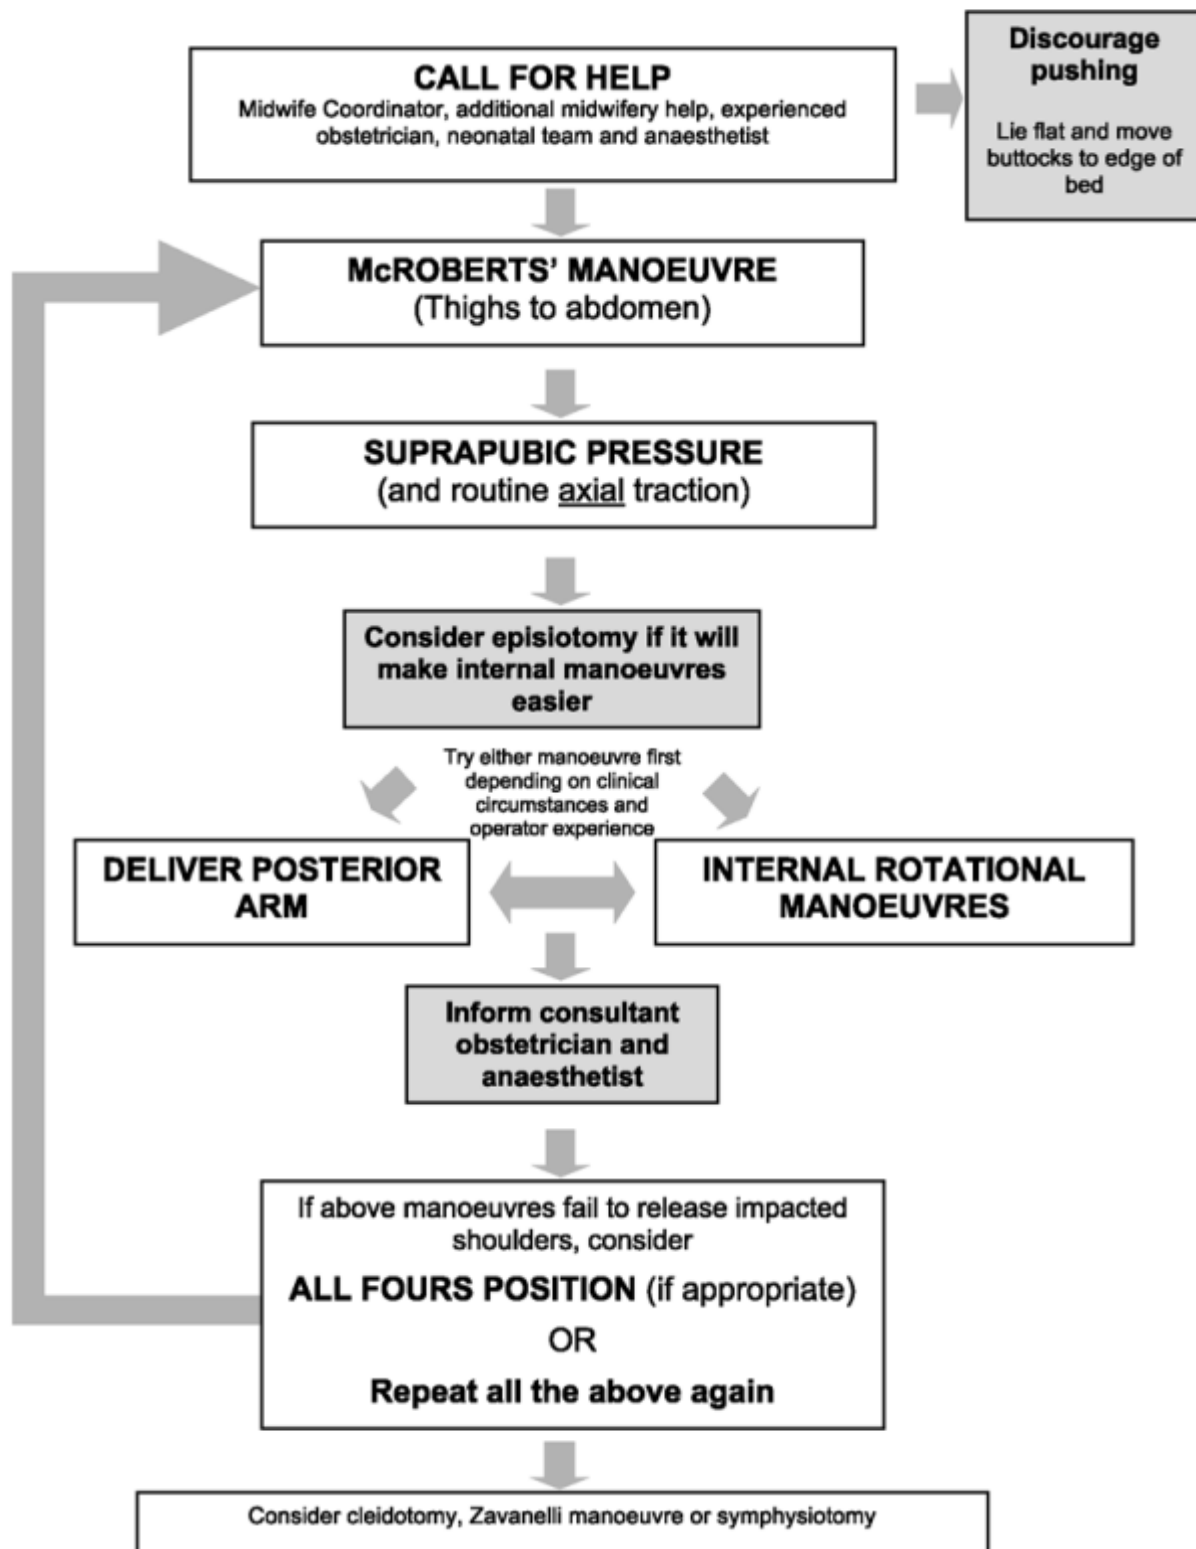 CALL FOR HELP
Midwife Coordinator, additional midwifery help, experienced
obstetrician, neonatal team and anaesthetist
Discourage
pushing
Lie flat and move
buttocks to edge of
bed
McROBERTS' MANOEUVRE
(Thighs to abdomen)
SUPRAPUBIC PRESSURE
(and routine axial traction)
Consider episiotomy if it will
make internal manoeuvres
easier
Try either manoeuvre first
depending on clinical
circumstances and
operator experience
DELIVER POSTERIOR
ARM
INTERNAL ROTATIONAL
MANOEUVRES
Inform consultant
obstetrician and
anaesthetist
If above manoeuvres fail to release impacted
shoulders, consider
ALL FOURS POSITION (if appropriate)
OR
Repeat all the above again
Consider cleidotomy, Zavanelli manoeuvre or symphysiotomy